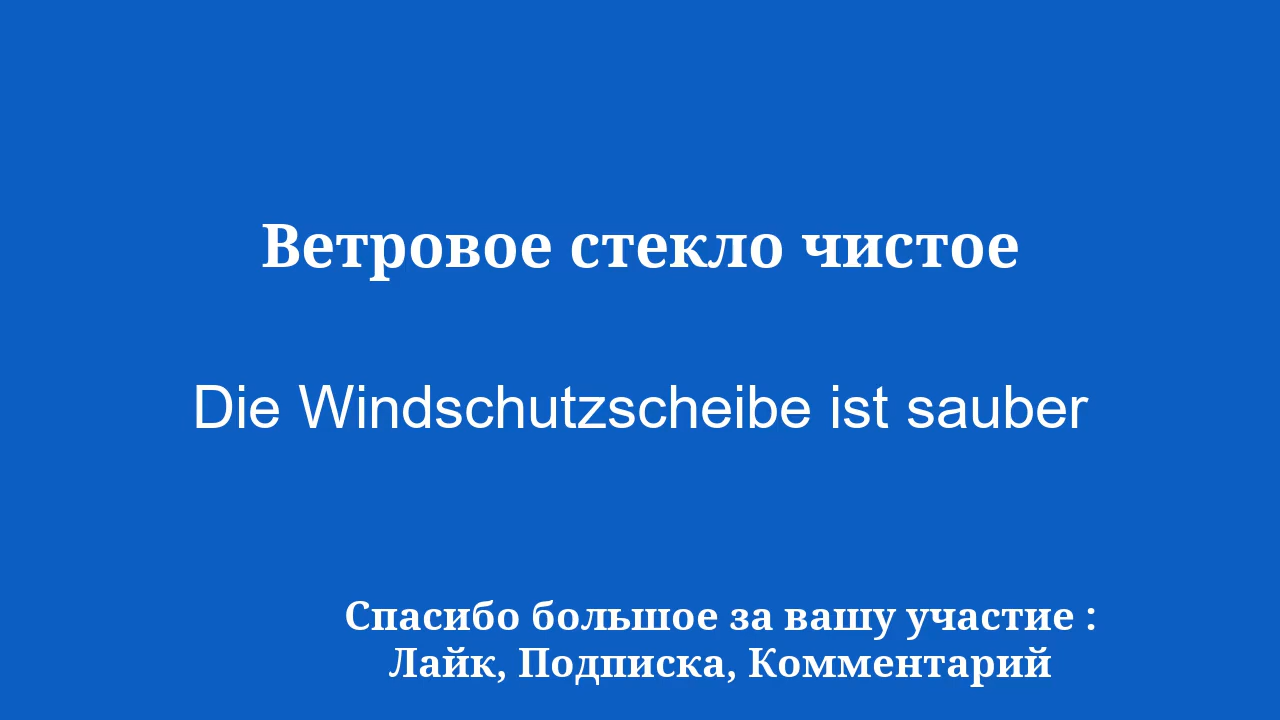 Ветровое стекло чистое
Die Windschutzscheibe ist sauber
Спасибо большое за вашу участие :
Лайк, Подписка, Комментарий